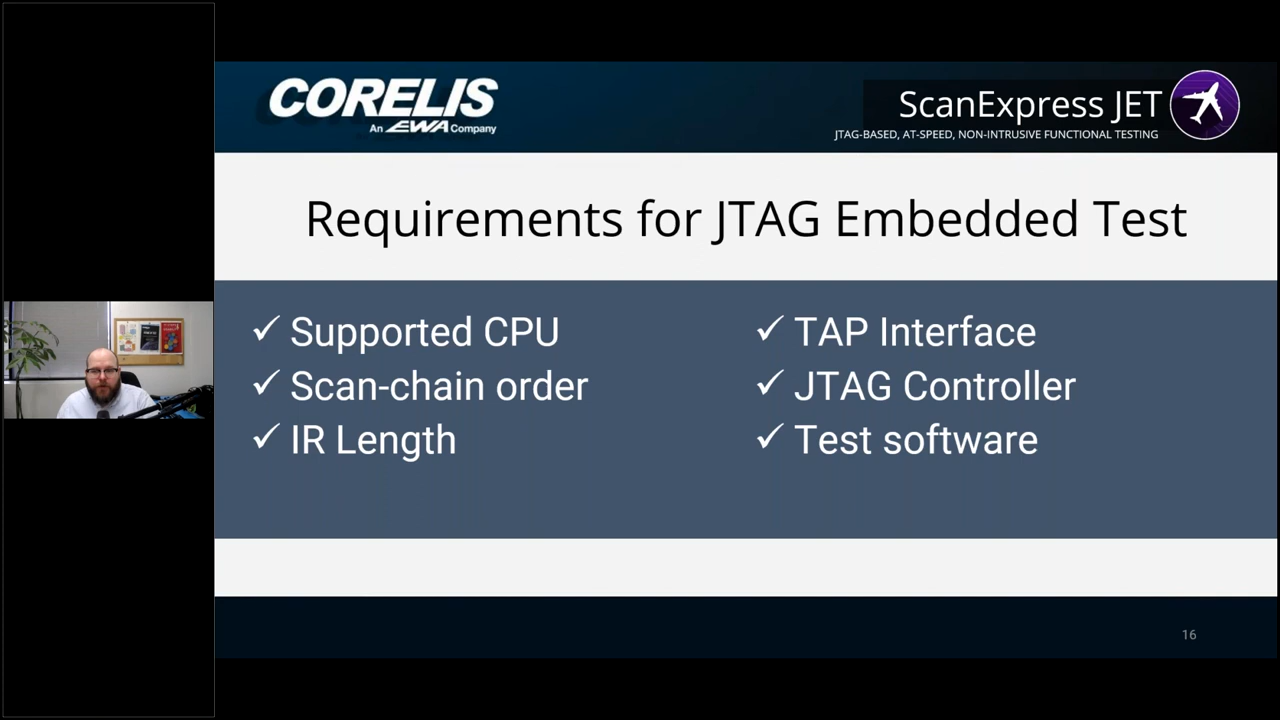 CORELIS
An EWA Company
ScanExpress JET
JTAG-BASED, AT-SPEED, NON-INTRUSIVE FUNCTIONAL TESTING
Requirements for JTAG Embedded Test
✓ Supported CPU
✓ Scan-chain order
✓ IR Length
✓ TAP Interface
✓ JTAG Controller
✓ Test software
16